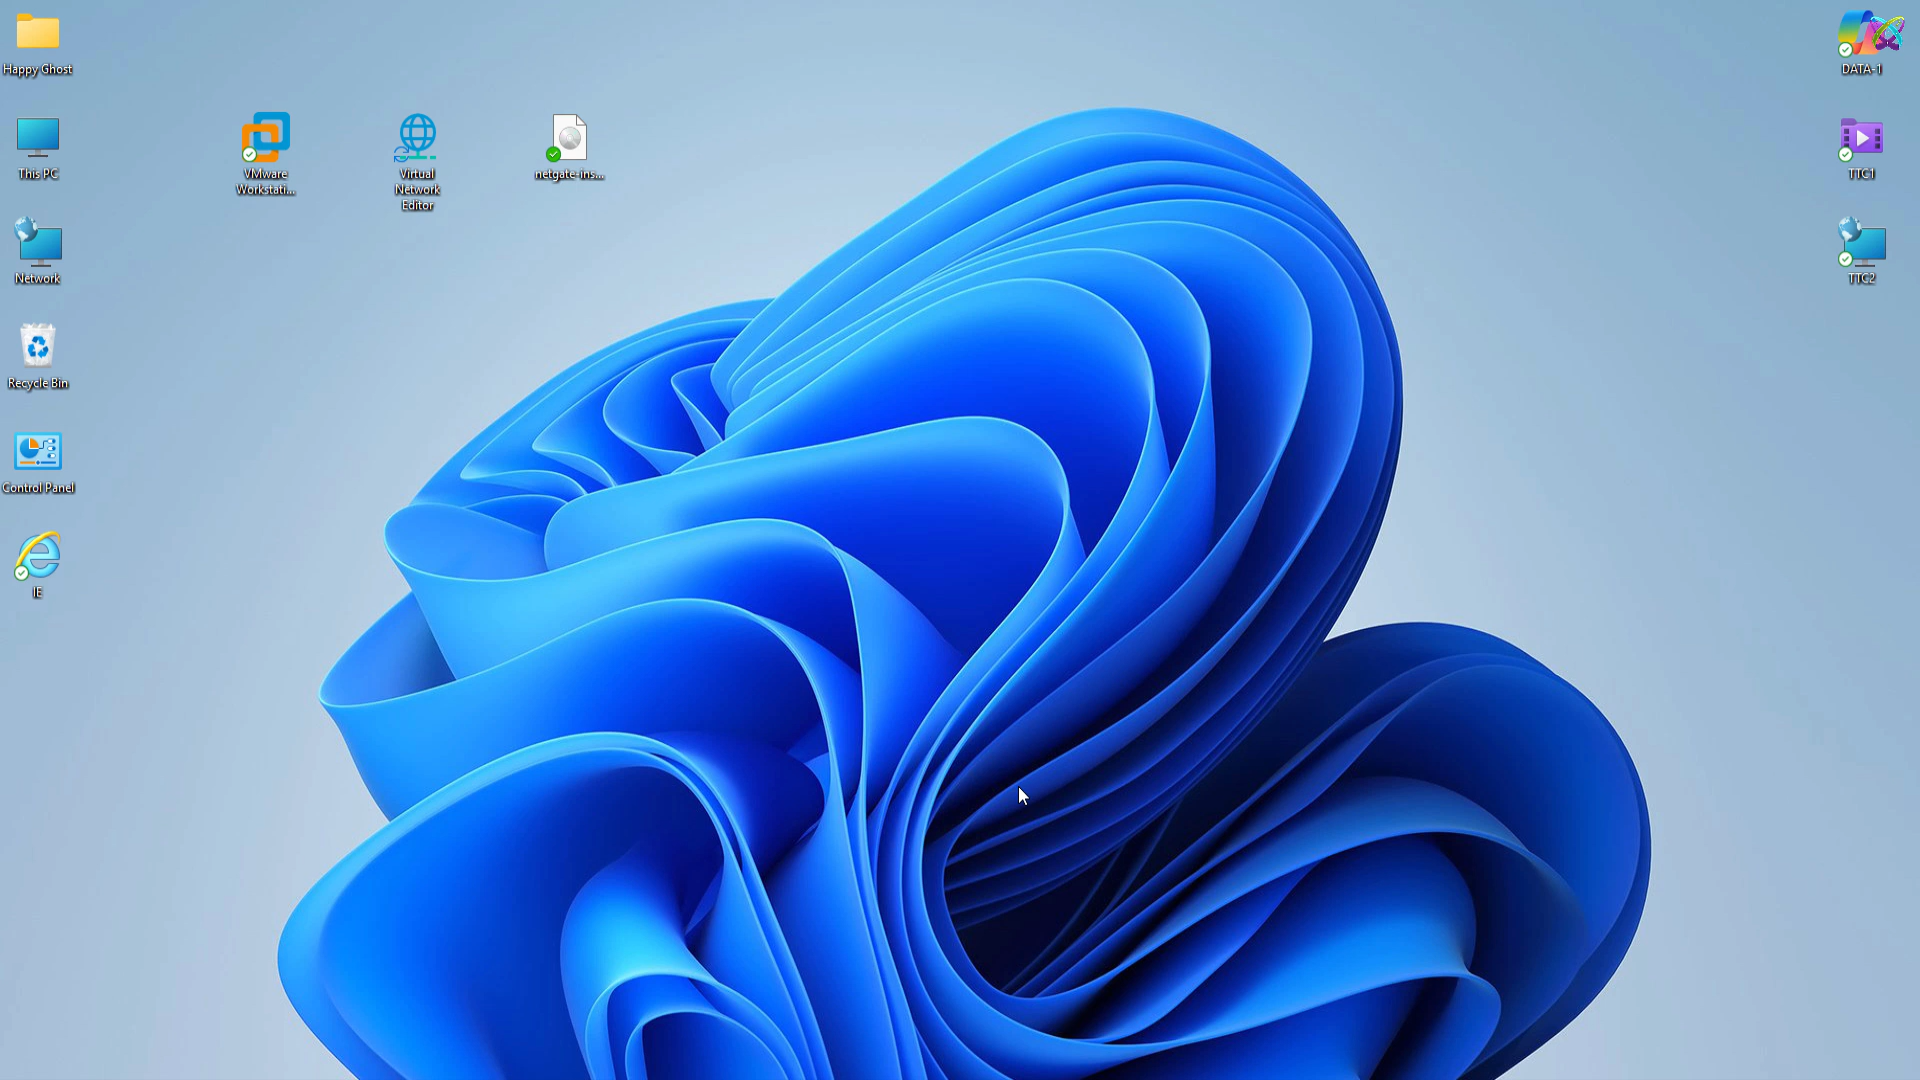 Happy Ghost
This PC
Network
Recycle Bin
Control Panel
IE
VMware
Workstati...
Virtual
Network
Editor
netgate-ins...
DATA-1
TTC1
TTC2